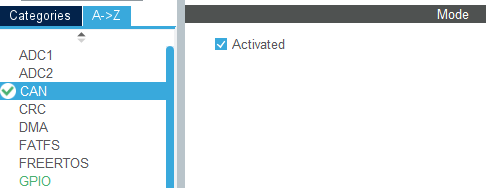 Categories A->Z
Mode
Activated
ADC1
ADC2
CAN
CRC
DMA
FATFS
FREERTOS
GPIO